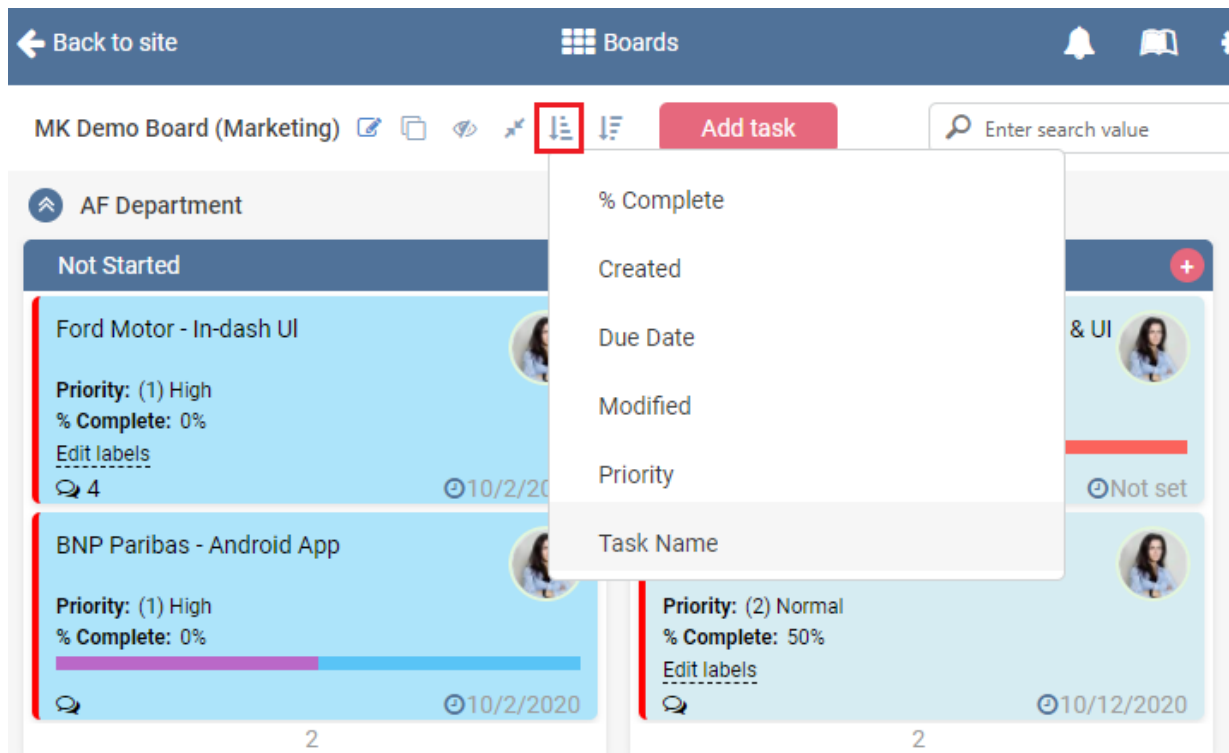 Back to site
Boards
MK Demo Board (Marketing)
Add task
Enter search value
AF Department
% Complete
Created
Due Date
Modified
Priority
Task Name
Not Started
Ford Motor - In-dash UI
Priority: (1) High
% Complete: 0%
Edit labels
4
10/2/20
BNP Paribas - Android App
Priority: (1) High
% Complete: 0%
10/2/2020
2
& UI
Not set
Priority: (2) Normal
% Complete: 50%
Edit labels
10/12/2020
2